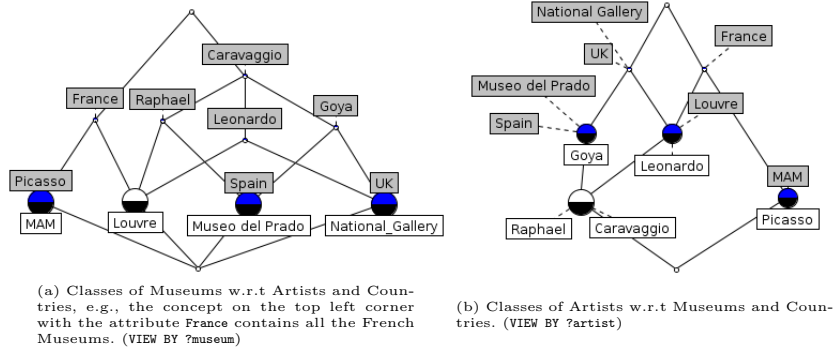 National Gallery
Caravaggio
France
UK
France
Raphael
Museo del Prado
Leonardo
Goya
Louvre
Spain
Goya
Leonardo
Picasso
Spain
UK
MAM
MAM
Louvre
Museo del Prado
National_Gallery
Raphael
Caravaggio
Picasso
(a) Classes of Museums w.r.t Artists and Coun-
tries, e.g., the concept on the top left corner
with the attribute France contains all the French
Museums. (VIEW BY ?museum)
(b) Classes of Artists w.r.t Museums and Coun-
tries. (VIEW BY ?artist)